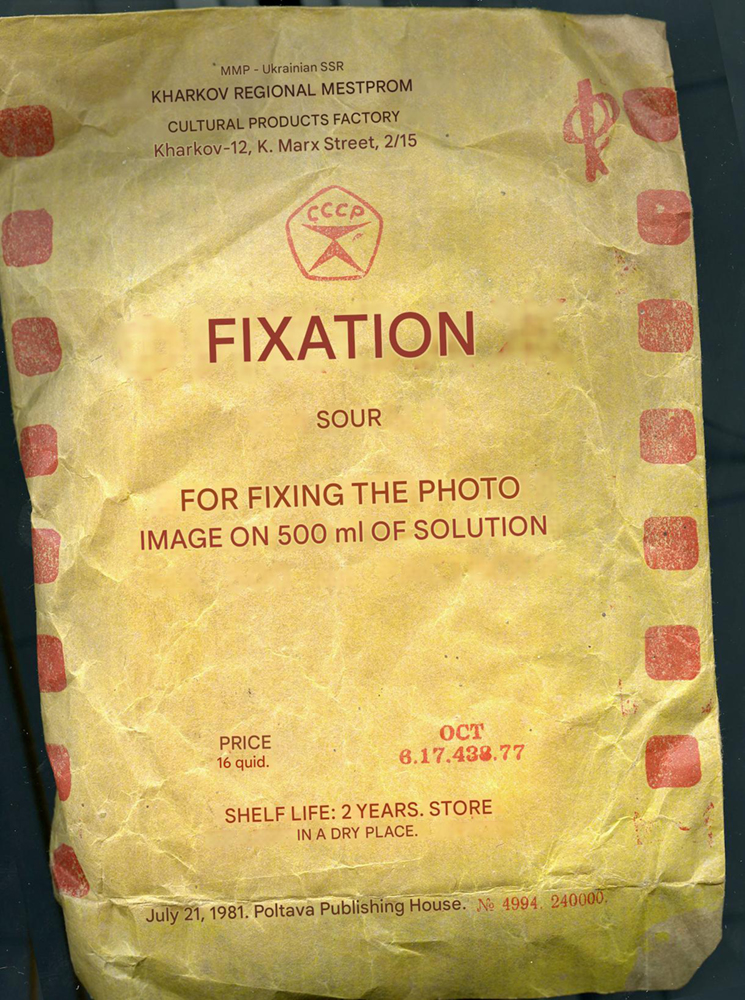 MMP - Ukrainian SSR
KHARKOV REGIONAL MESTPROM
CULTURAL PRODUCTS FACTORY
Kharkov-12, K. Marx Street, 2/15
СССР
FIXATION
SOUR
FOR FIXING THE PHOTO
IMAGE ON 500 ml OF SOLUTION
PRICE
16 quid.
ОСТ
6.17.438.77
SHELF LIFE: 2 YEARS. STORE
IN A DRY PLACE.
July 21, 1981. Poltava Publishing House. № 4994. 240000.